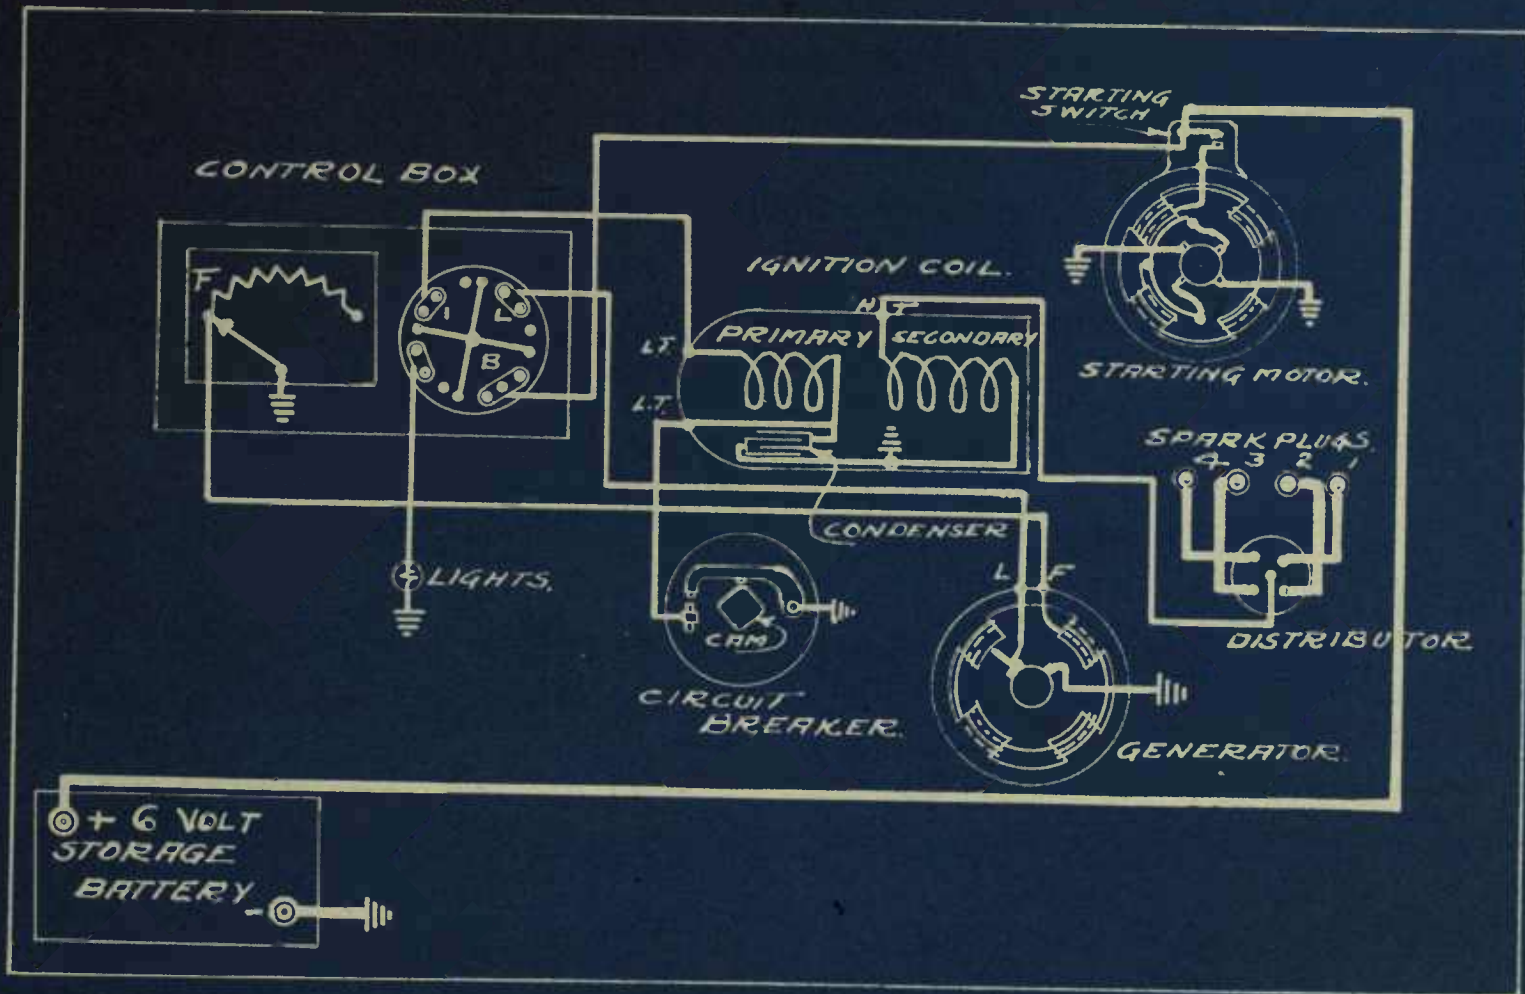 STARTING
SWITCH
CONTROL BOX
IGNITION COIL.
F
1
L
B
H T
L.T.
PRIMARY
SECONDARY
L.T.
STARTING MOTOR.
SPARK PLUGS.
4 3 2 1
CONDENSER
LIGHTS.
L F
CAM
DISTRIBUTOR
CIRCUIT
BREAKER.
GENERATOR.
+ 6 VOLT
STORAGE
BATTERY
-